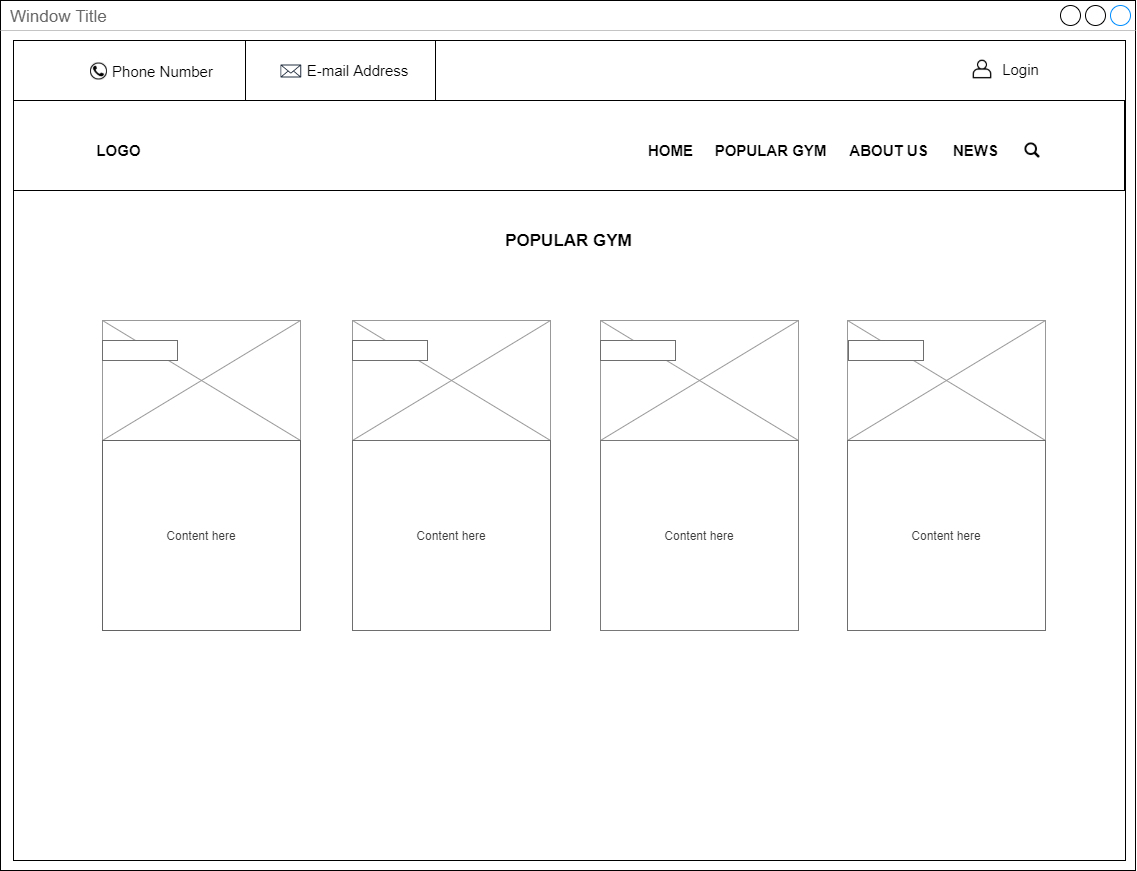 Window Title
Phone Number
E-mail Address
Login
LOGO
HOME
POPULAR GYM
ABOUT US
NEWS
POPULAR GYM
Content here
Content here
Content here
Content here